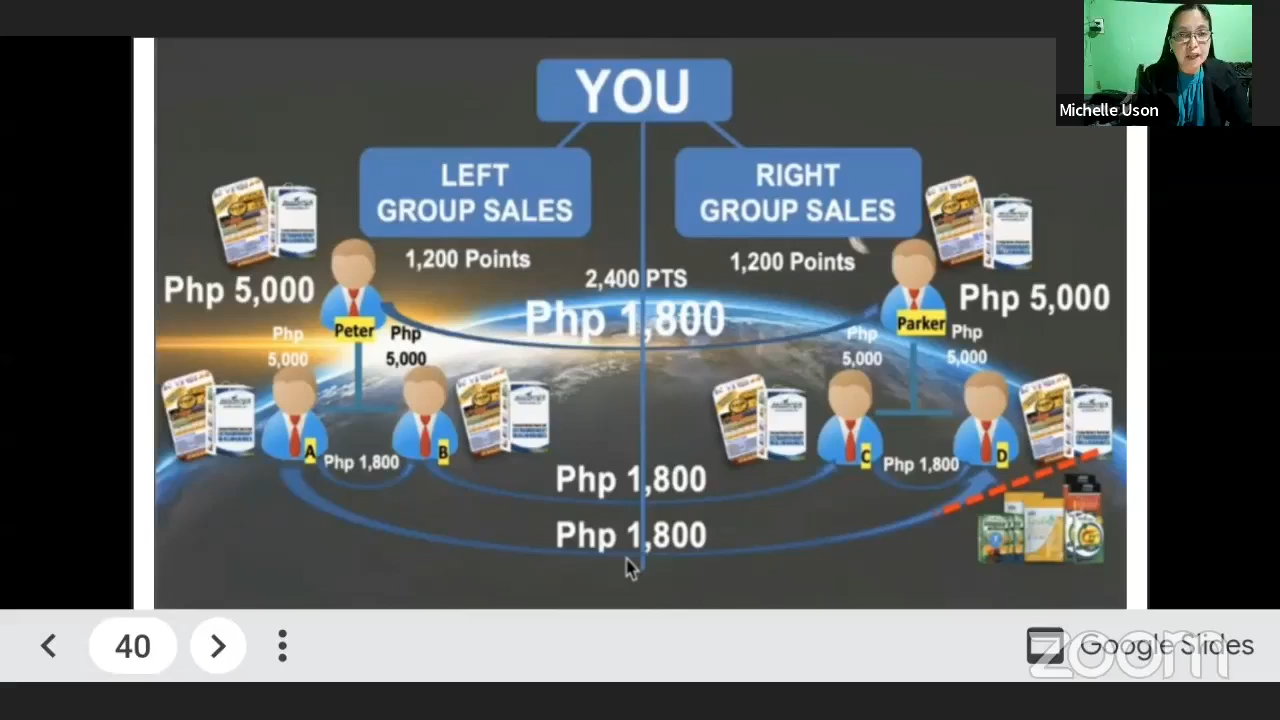 YOU
Michelle Uson
LEFT
GROUP SALES
RIGHT
GROUP SALES
1,200 Points
1,200 Points
2,400 PTS
Php 5,000
Php 1,800
Php 5,000
Peter
Parker
Php
5,000
Php
5,000
Php
5,000
Php
5,000
A
B
C
D
Php 1,800
Php 1,800
Php 1,800
Php 1,800
40
Google Slides
zoom